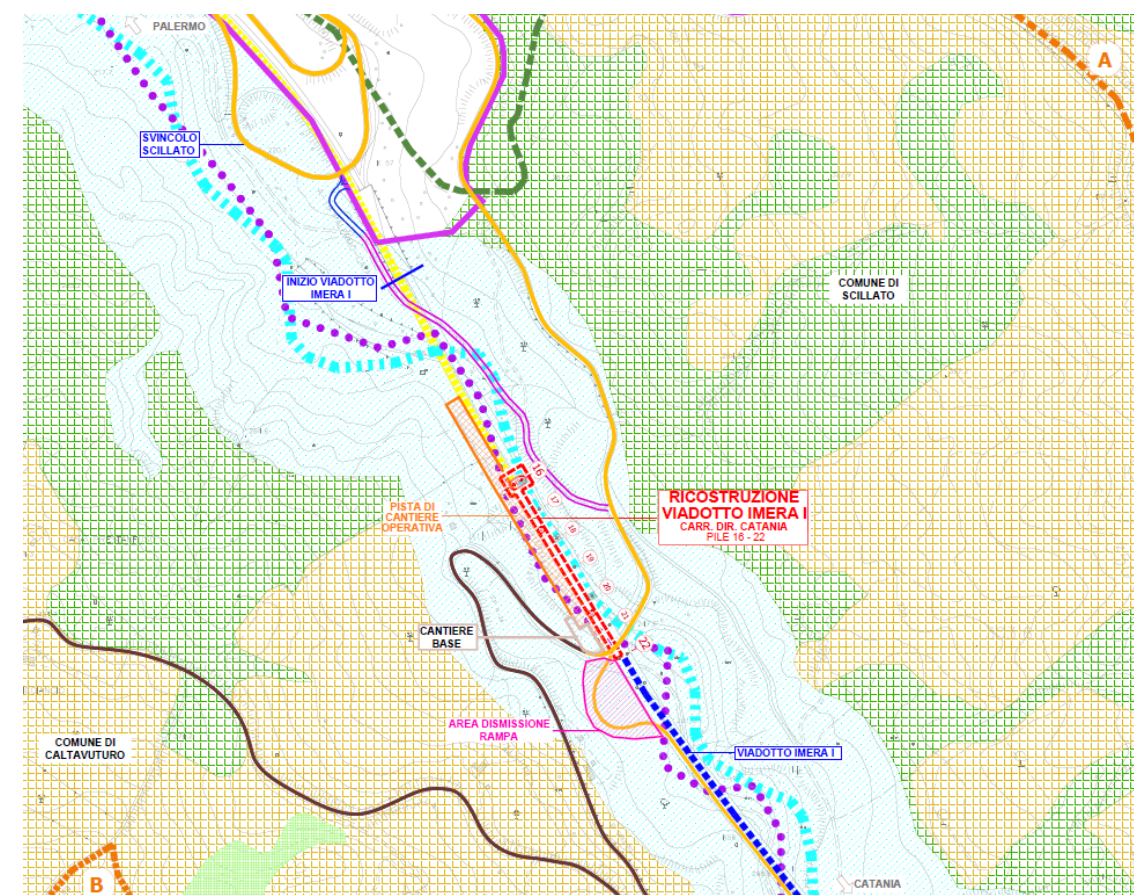 PALERMO
A
SVINCOLO
SCILLATO
COMUNE DI
SCILLATO
INIZIO VIADOTTO
IMERA I
16
17
18
19
20
21
22
RICOSTRUZIONE
VIADOTTO IMERA I
CARR. DIR. CATANIA
PILE 16 - 22
PISTA DI
CANTIERE
OPERATIVA
CANTIERE
BASE
AREA DISMISSIONE
RAMPA
COMUNE DI
CALTAVUTURO
VIADOTTO IMERA I
B
CATANIA